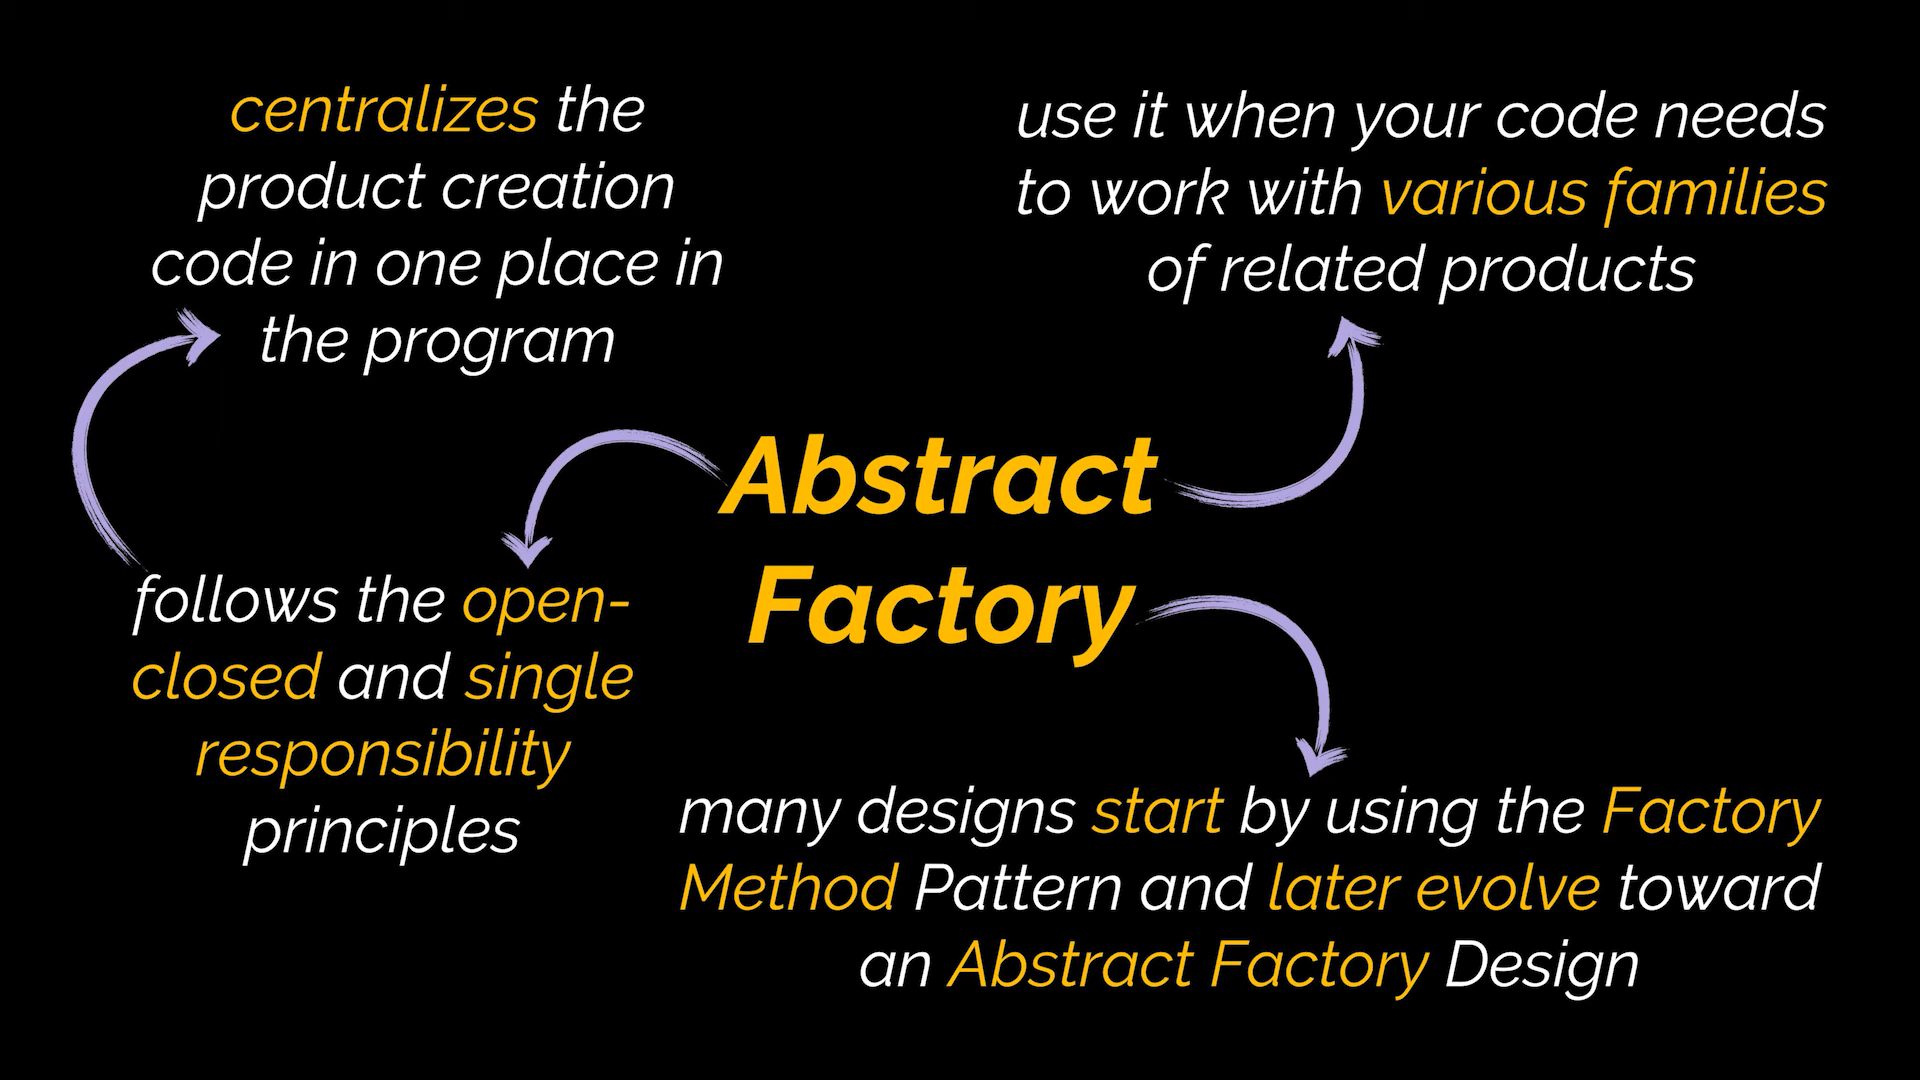 centralizes the
product creation
code in one place in
the program
use it when your code needs
to work with various families
of related products
Abstract
Factory
follows the open-
closed and single
responsibility
principles
many designs start by using the Factory
Method Pattern and later evolve toward
an Abstract Factory Design